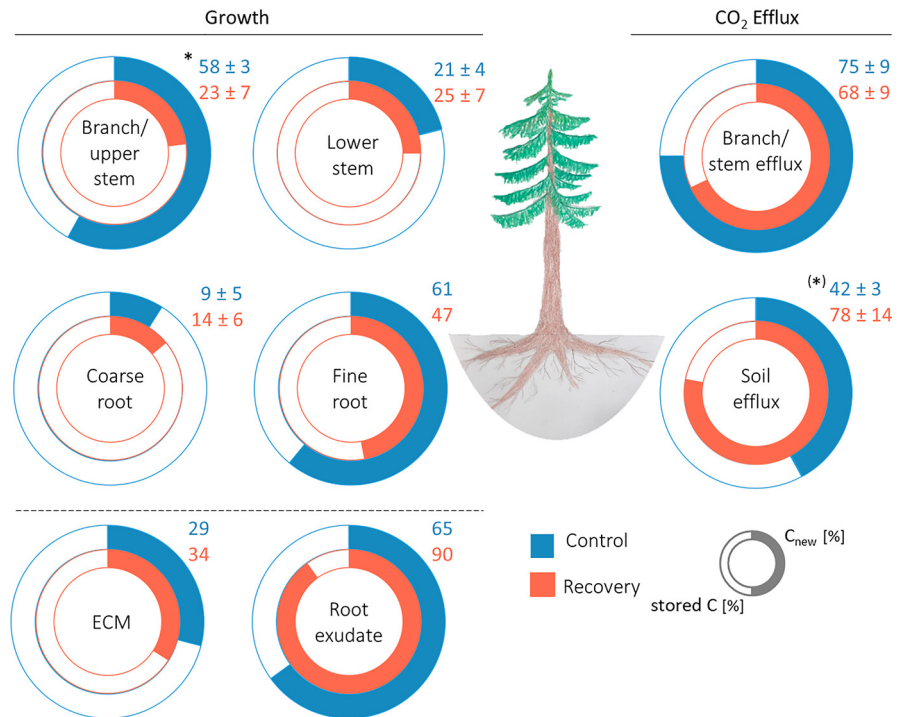 Growth
CO₂ Efflux
* 58 ± 3
23 ± 7
Branch/
upper
stem
21 ± 4
25 ± 7
Lower
stem
75 ± 9
68 ± 9
Branch/
stem efflux
9 ± 5
14 ± 6
Coarse
root
61
47
Fine
root
(*) 42 ± 3
78 ± 14
Soil
efflux
29
34
ECM
65
90
Root
exudate
Control
Recovery
Cnew [%]
stored C [%]